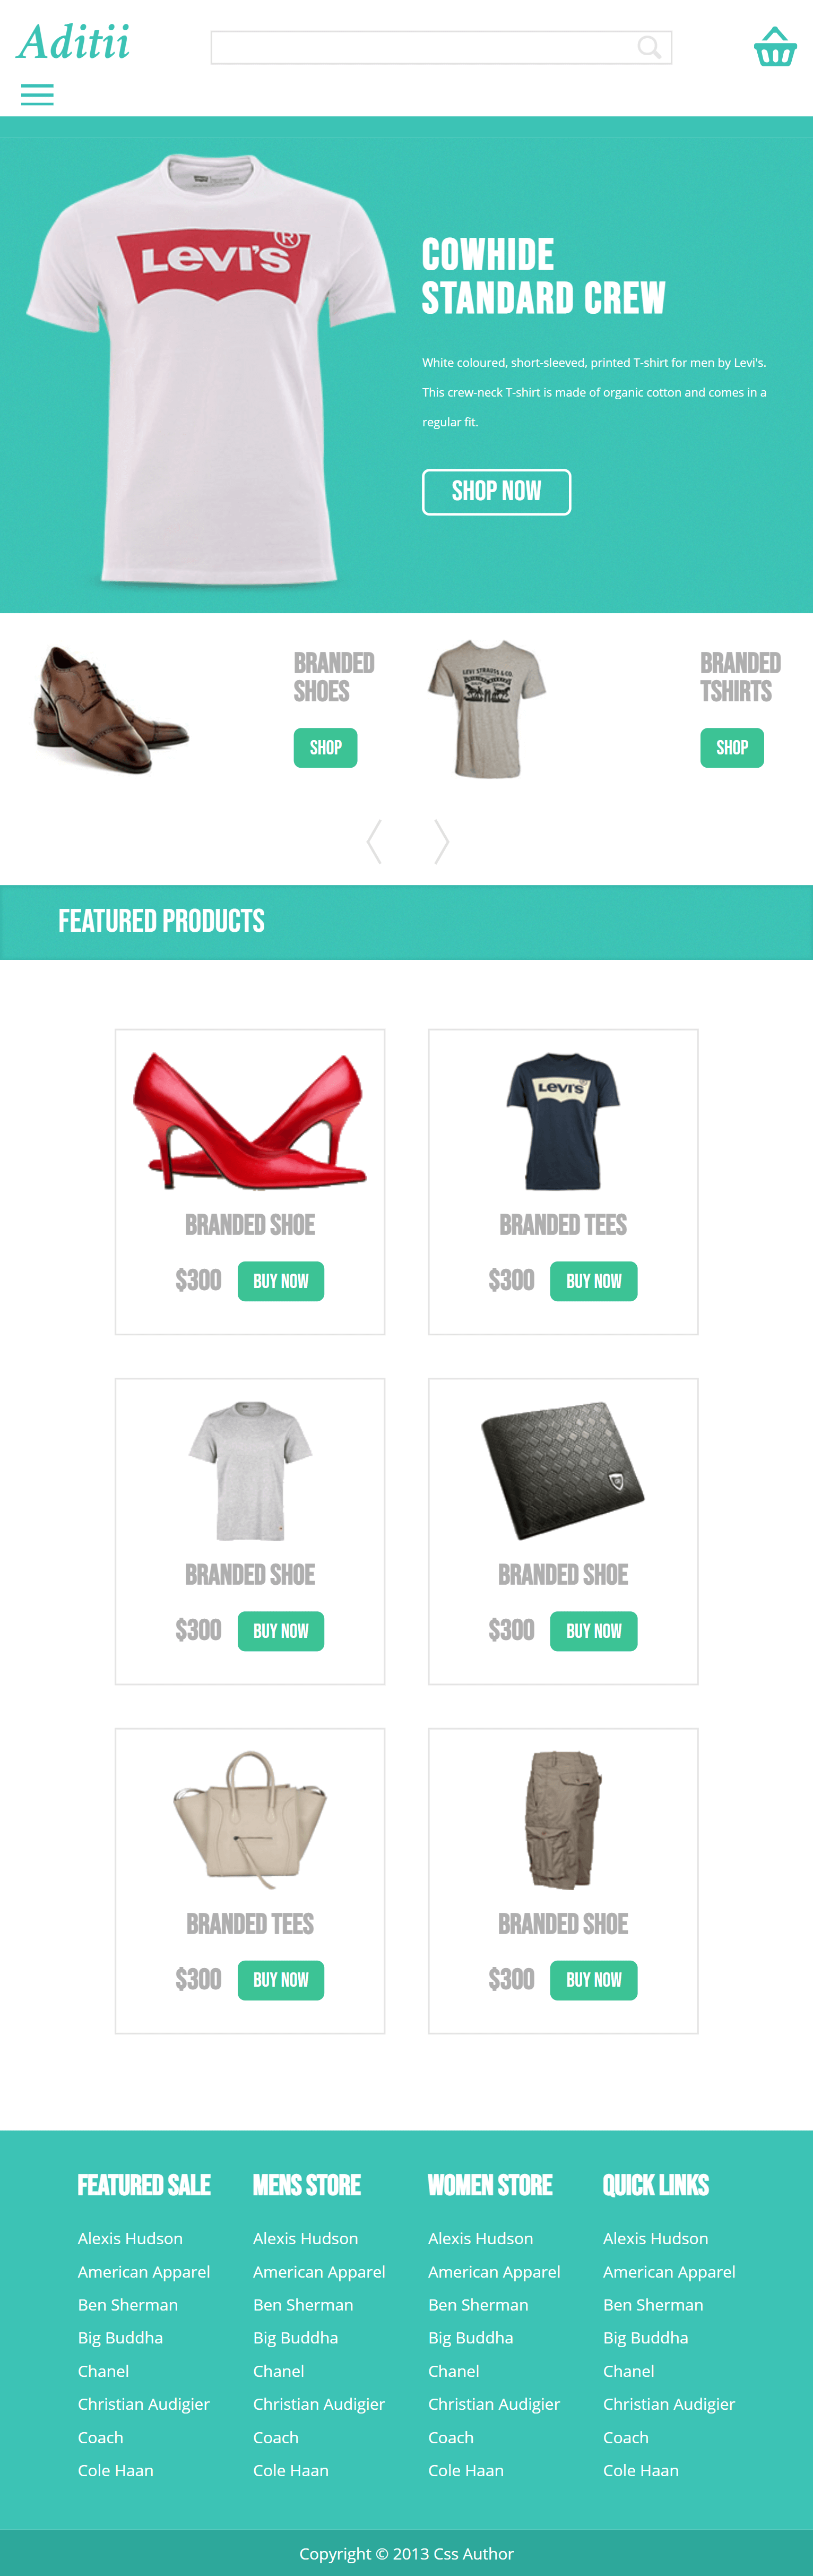 Aditii
LEVI'S ®
COWHIDE
STANDARD CREW
White coloured, short-sleeved, printed T-shirt for men by Levi's.
This crew-neck T-shirt is made of organic cotton and comes in a
regular fit.
SHOP NOW
BRANDED
SHOES
SHOP
LEVI STRAUSS & CO.
BRANDED
TSHIRTS
SHOP
FEATURED PRODUCTS
BRANDED SHOE
$300 BUY NOW
LEVI'S
BRANDED TEES
$300 BUY NOW
BRANDED SHOE
$300 BUY NOW
BRANDED SHOE
$300 BUY NOW
BRANDED TEES
$300 BUY NOW
BRANDED SHOE
$300 BUY NOW
FEATURED SALE
Alexis Hudson
American Apparel
Ben Sherman
Big Buddha
Chanel
Christian Audigier
Coach
Cole Haan
MENS STORE
Alexis Hudson
American Apparel
Ben Sherman
Big Buddha
Chanel
Christian Audigier
Coach
Cole Haan
WOMEN STORE
Alexis Hudson
American Apparel
Ben Sherman
Big Buddha
Chanel
Christian Audigier
Coach
Cole Haan
QUICK LINKS
Alexis Hudson
American Apparel
Ben Sherman
Big Buddha
Chanel
Christian Audigier
Coach
Cole Haan
Copyright © 2013 Css Author